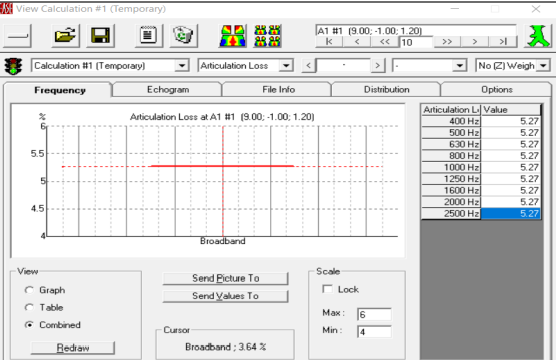 View Calculation #1 (Temporary)
A1 #1 (9.00; -1.00; 1.20)
K < << 10 >> > >|
Calculation #1 (Temporary) Articulation Loss < - > - No (Z) Weigh
Frequency Echogram File Info Distribution Options
% Articulation Loss at A1 #1 (9.00; -1.00; 1.20)
6
5.5
5
4.5
4
Broadband
Articulation L Value
400 Hz 5.27
500 Hz 5.27
630 Hz 5.27
800 Hz 5.27
1000 Hz 5.27
1250 Hz 5.27
1600 Hz 5.27
2000 Hz 5.27
2500 Hz 5.27
View
Graph
Table
Combined
Redraw
Send Picture To
Send Values To
Cursor
Broadband ; 3.64 %
Scale
Lock
Max : 6
Min : 4